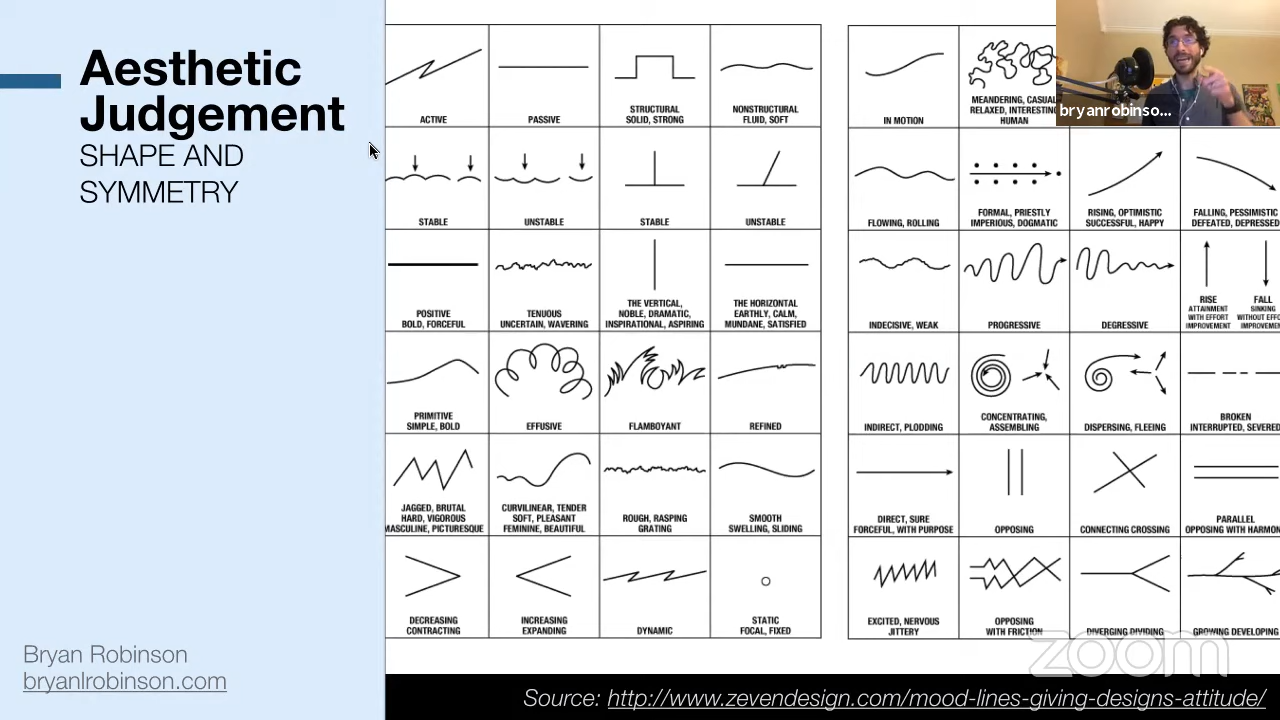 Aesthetic
Judgement
SHAPE AND
SYMMETRY
ACTIVE
PASSIVE
STRUCTURAL
SOLID, STRONG
NONSTRUCTURAL
FLUID, SOFT
IN MOTION
MEANDERING, CASUAL
RELAXED, INTERESTING
HUMAN
bryanrobinso...
STABLE
UNSTABLE
STABLE
UNSTABLE
FLOWING, ROLLING
FORMAL, PRIESTLY
IMPERIOUS, DOGMATIC
RISING, OPTIMISTIC
SUCCESSFUL, HAPPY
FALLING, PESSIMISTIC
DEFEATED, DEPRESSED
POSITIVE
BOLD, FORCEFUL
TENUOUS
UNCERTAIN, WAVERING
THE VERTICAL,
NOBLE, DRAMATIC,
INSPIRATIONAL, ASPIRING
THE HORIZONTAL
EARTHLY, CALM,
MUNDANE, SATISFIED
INDECISIVE, WEAK
PROGRESSIVE
DEGRESSIVE
RISE
ATTAINMENT
WITH EFFORT
IMPROVEMENT
FALL
SINKING
WITHOUT EFFO
IMPROVEMEN
PRIMITIVE
SIMPLE, BOLD
EFFUSIVE
FLAMBOYANT
REFINED
INDIRECT, PLODDING
CONCENTRATING,
ASSEMBLING
DISPERSING, FLEEING
BROKEN
INTERRUPTED, SEVERED
JAGGED, BRUTAL
HARD, VIGOROUS
MASCULINE, PICTURESQUE
CURVILINEAR, TENDER
SOFT, PLEASANT
FEMININE, BEAUTIFUL
ROUGH, RASPING
GRATING
SMOOTH
SWELLING, SLIDING
DIRECT, SURE
FORCEFUL, WITH PURPOSE
OPPOSING
CONNECTING CROSSING
PARALLEL
OPPOSING WITH HARMON
DECREASING
CONTRACTING
INCREASING
EXPANDING
DYNAMIC
STATIC
FOCAL, FIXED
EXCITED, NERVOUS
JITTERY
OPPOSING
WITH FRICTION
DIVERGING DIVIDING
GROWING DEVELOPING
zoom
Bryan Robinson
bryanlrobinson.com
Source: http://www.zevendesign.com/mood-lines-giving-designs-attitude/